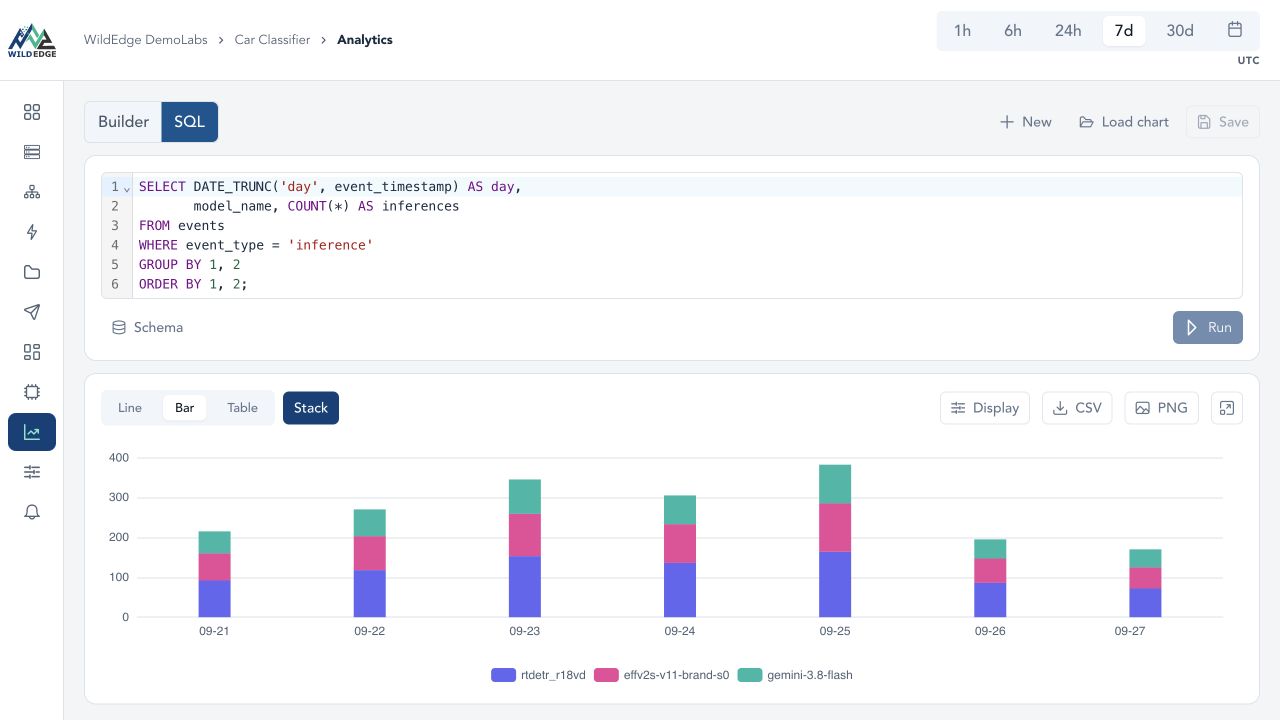 WILDEDGE
WildEdge DemoLabs > Car Classifier > Analytics
1h 6h 24h 7d 30d
UTC
Builder SQL
New Load chart Save
1 SELECT DATE_TRUNC('day', event_timestamp) AS day,
2 model_name, COUNT(*) AS inferences
3 FROM events
4 WHERE event_type = 'inference'
5 GROUP BY 1, 2
6 ORDER BY 1, 2;
Schema
Run
Line Bar Table Stack
Display CSV PNG
400
300
200
100
0
09-21 09-22 09-23 09-24 09-25 09-26 09-27
rtdetr_r18vd effv2s-v11-brand-s0 gemini-3.8-flash